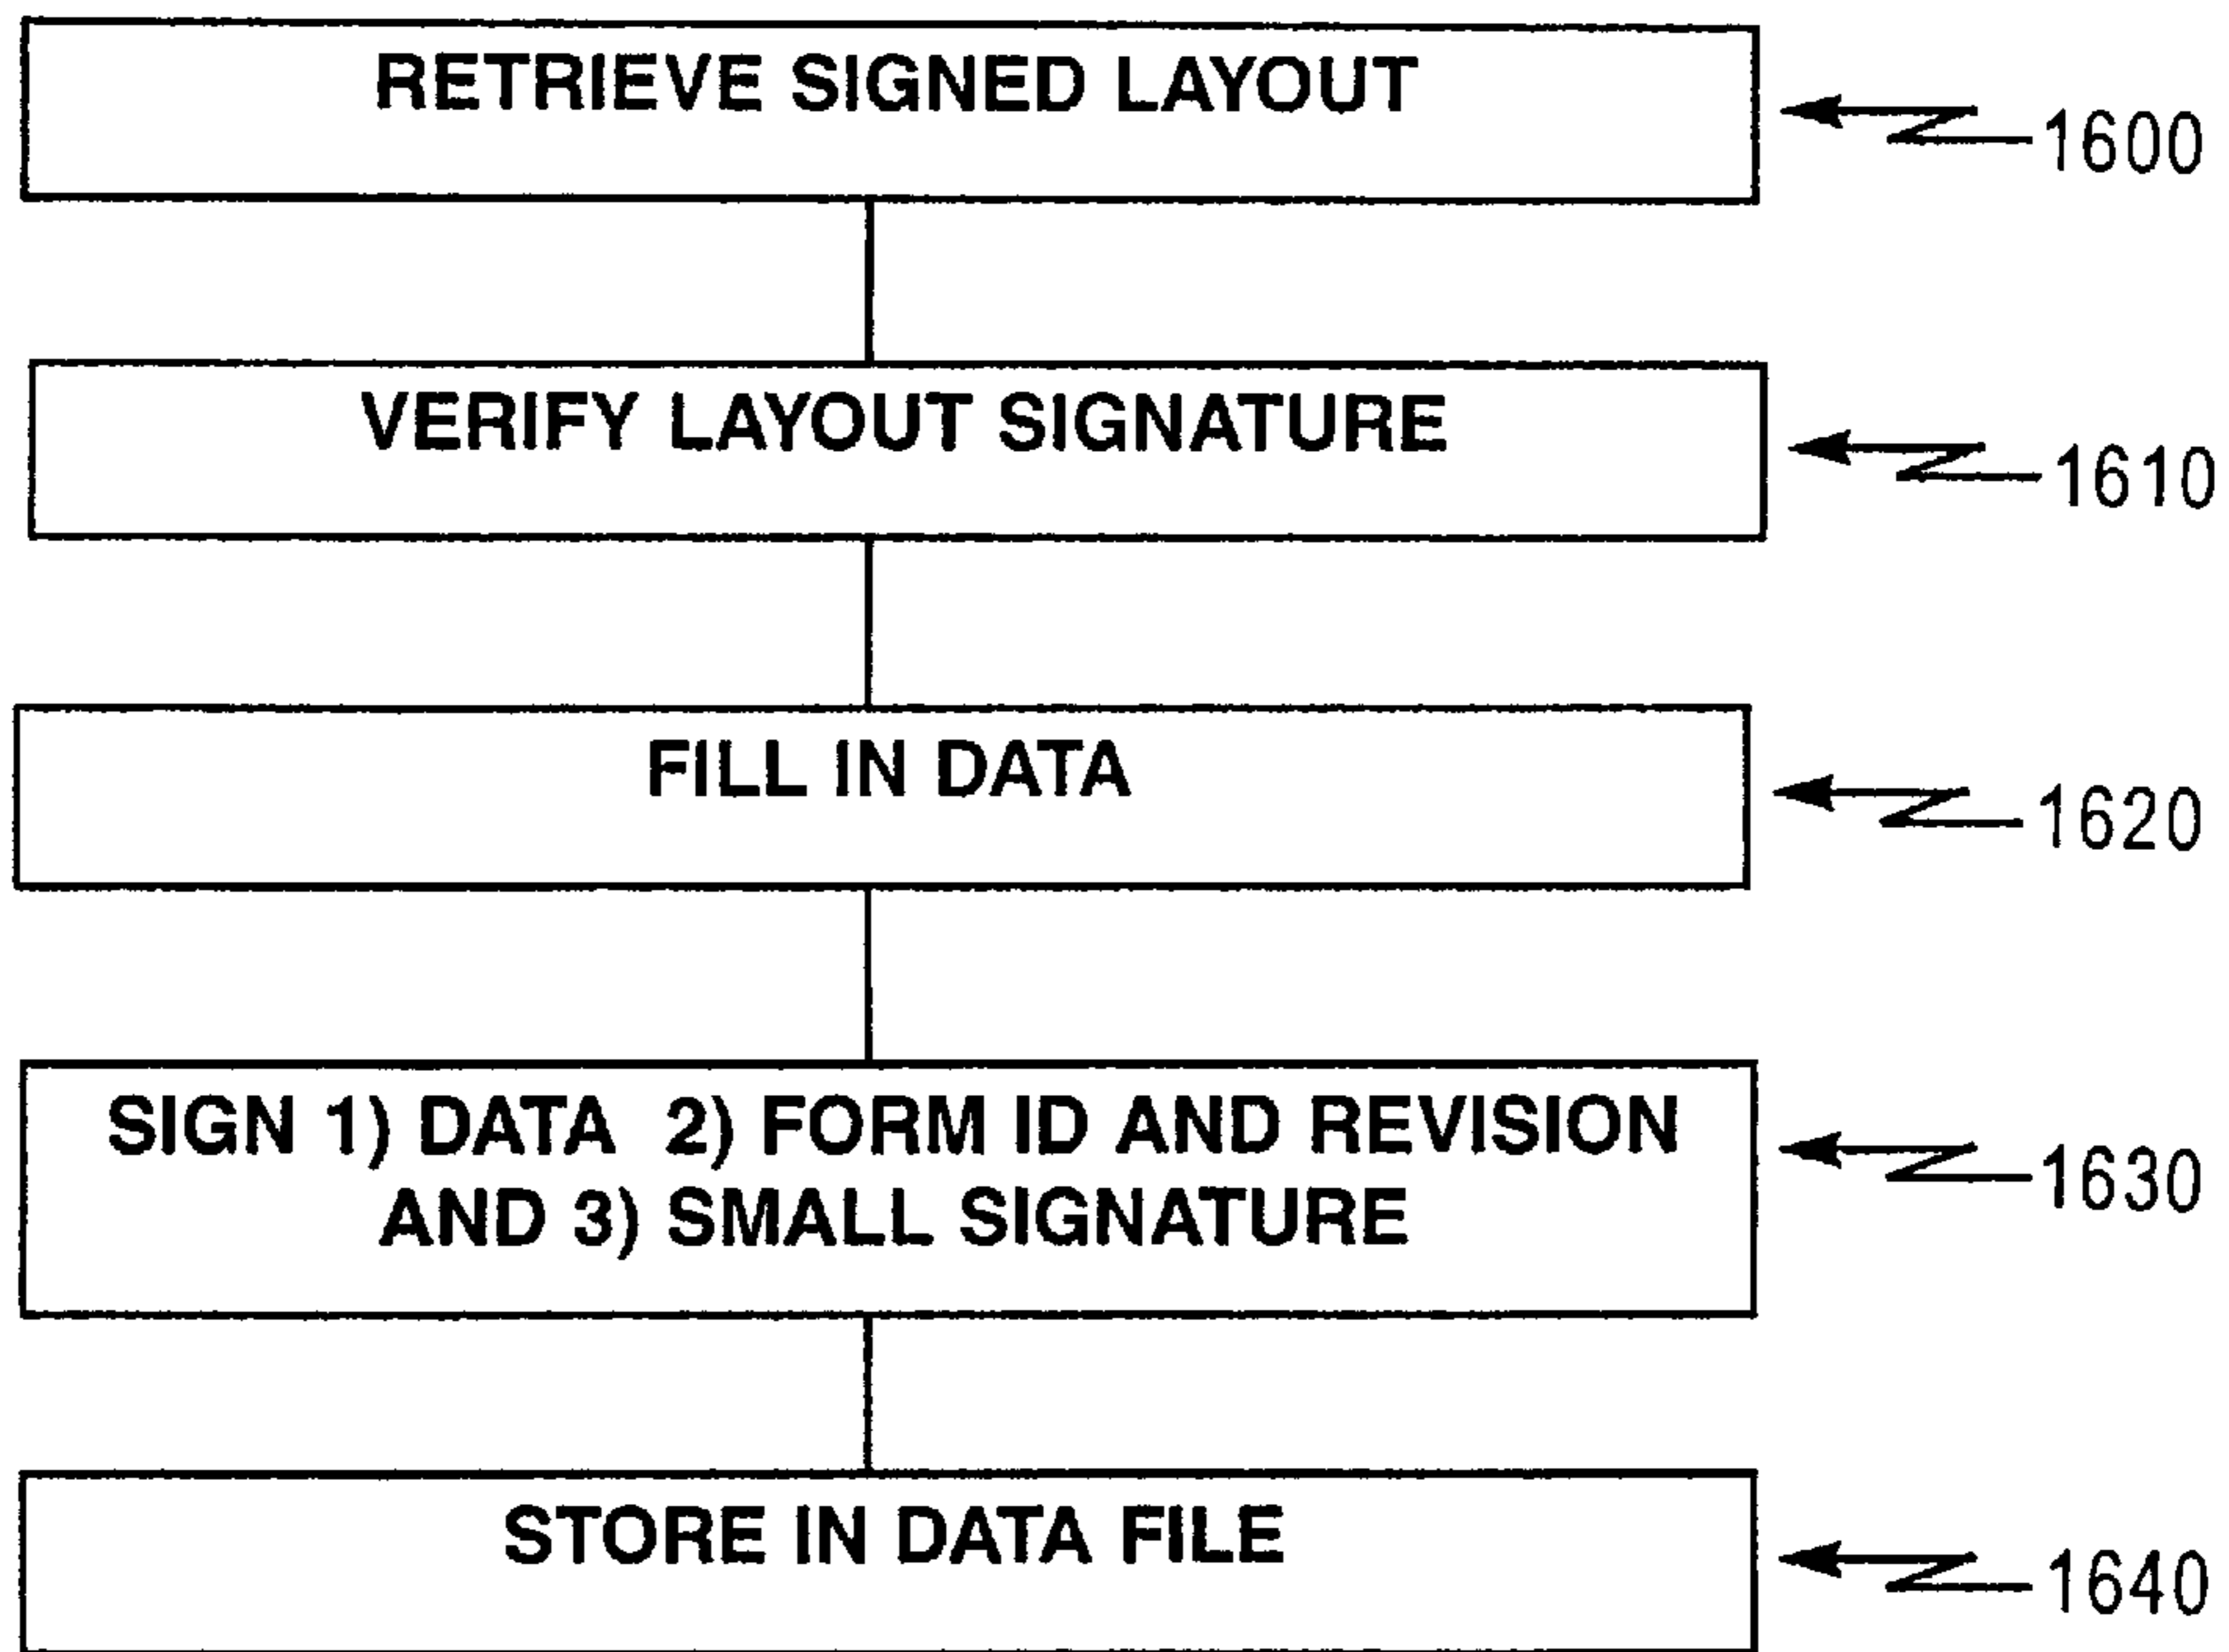 RETRIEVE SIGNED LAYOUT
1600
VERIFY LAYOUT SIGNATURE
1610
FILL IN DATA
1620
SIGN 1) DATA 2) FORM ID AND REVISION
AND 3) SMALL SIGNATURE
1630
STORE IN DATA FILE
1640